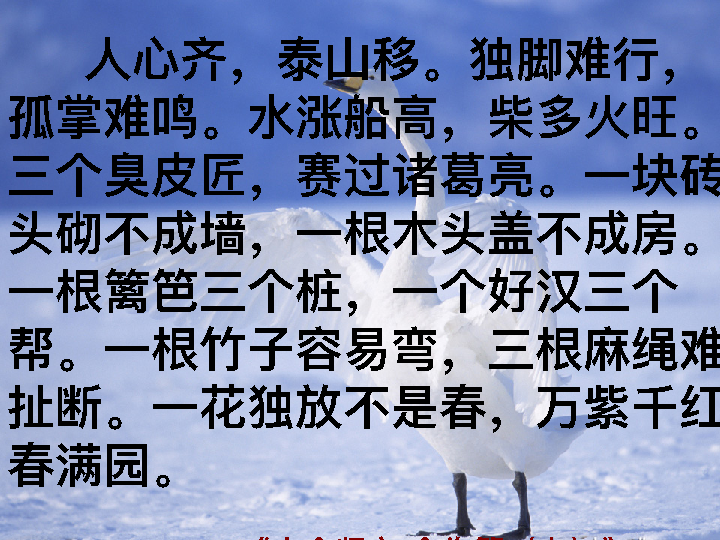 人心齐，泰山移。独脚难行，
孤掌难鸣。水涨船高，柴多火旺。
三个臭皮匠，赛过诸葛亮。一块砖
头砌不成墙，一根木头盖不成房。
一根篱笆三个桩，一个好汉三个
帮。一根竹子容易弯，三根麻绳难
扯断。一花独放不是春，万紫千红
春满园。